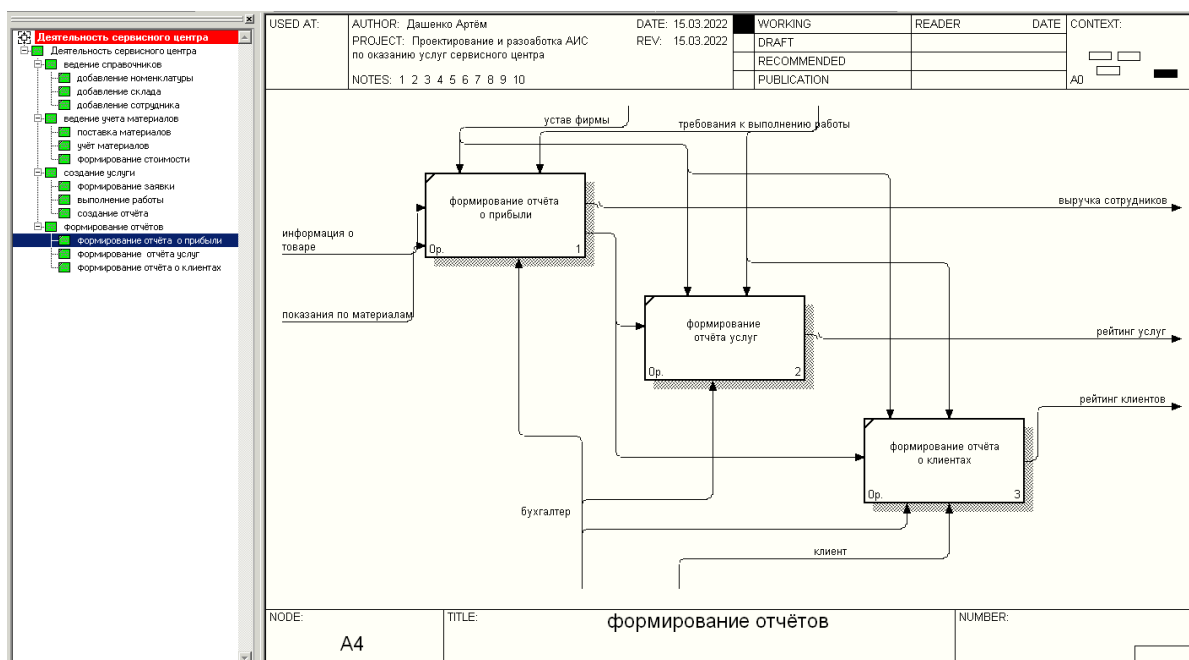 Деятельность сервисного центра
Деятельность сервисного центра
ведение справочников
добавление номенклатуры
добавление склада
добавление сотрудника
ведение учета материалов
поставка материалов
учёт материалов
формирование стоимости
создание услуги
формирование заявки
выполнение работы
создание отчёта
формирование отчётов
формирование отчёта о прибыли
формирование отчёта услуг
формирование отчёта о клиентах
USED AT:
AUTHOR: Дашенко Артём
DATE: 15.03.2022
PROJECT: Проектирование и разоаботка АИС
REV: 15.03.2022
по оказанию услуг сервисного центра
NOTES: 1 2 3 4 5 6 7 8 9 10
WORKING
DRAFT
RECOMMENDED
PUBLICATION
READER
DATE
CONTEXT:
A0
устав фирмы
требования к выполнению работы
формирование отчёта
о прибыли
0р.
1
выручка сотрудников
информация о
товаре
показания по материалам
формирование
отчёта услуг
0р.
2
рейтинг услуг
рейтинг клиентов
формирование отчёта
о клиентах
0р.
3
бухгалтер
клиент
NODE:
A4
TITLE:
формирование отчётов
NUMBER: